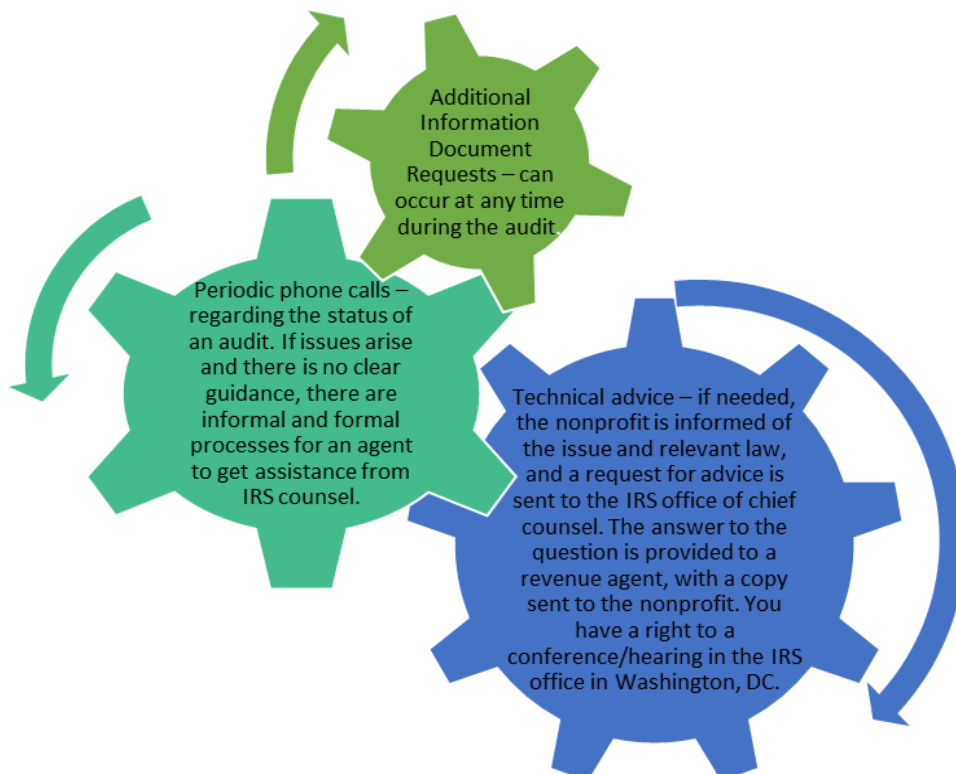 Additional
Information
Document
Requests – can
occur at any time
during the audit.
Periodic phone calls –
regarding the status of
an audit. If issues arise
and there is no clear
guidance, there are
informal and formal
processes for an agent
to get assistance from
IRS counsel.
Technical advice – if needed,
the nonprofit is informed of
the issue and relevant law,
and a request for advice is
sent to the IRS office of chief
counsel. The answer to the
question is provided to a
revenue agent, with a copy
sent to the nonprofit. You
have a right to a
conference/hearing in the IRS
office in Washington, DC.